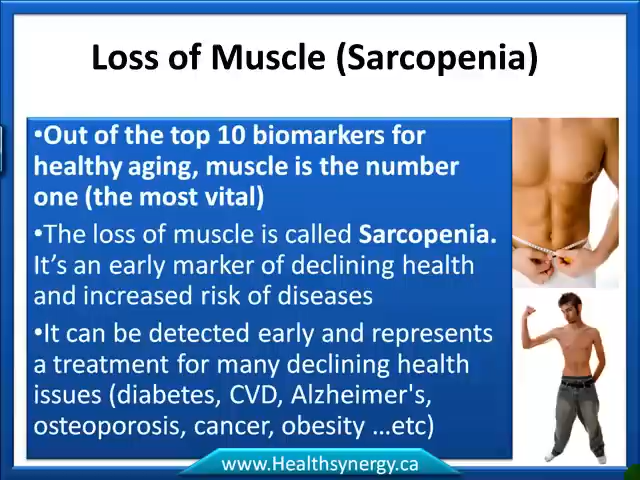 Loss of Muscle (Sarcopenia)
•Out of the top 10 biomarkers for
healthy aging, muscle is the number
one (the most vital)
•The loss of muscle is called Sarcopenia.
It's an early marker of declining health
and increased risk of diseases
•It can be detected early and represents
a treatment for many declining health
issues (diabetes, CVD, Alzheimer's,
osteoporosis, cancer, obesity …etc)
www.Healthsynergy.ca